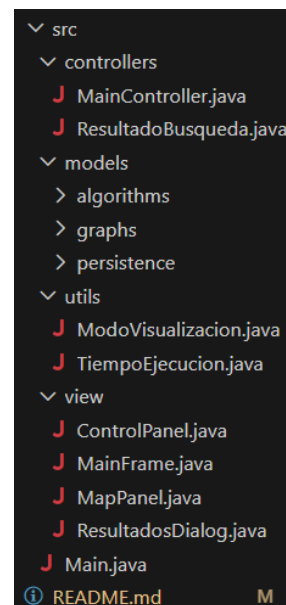 src
controllers
J MainController.java
J ResultadoBusqueda.java
models
algorithms
graphs
persistence
utils
J ModoVisualizacion.java
J TiempoEjecucion.java
view
J ControlPanel.java
J MainFrame.java
J MapPanel.java
J ResultadosDialog.java
J Main.java
README.md M